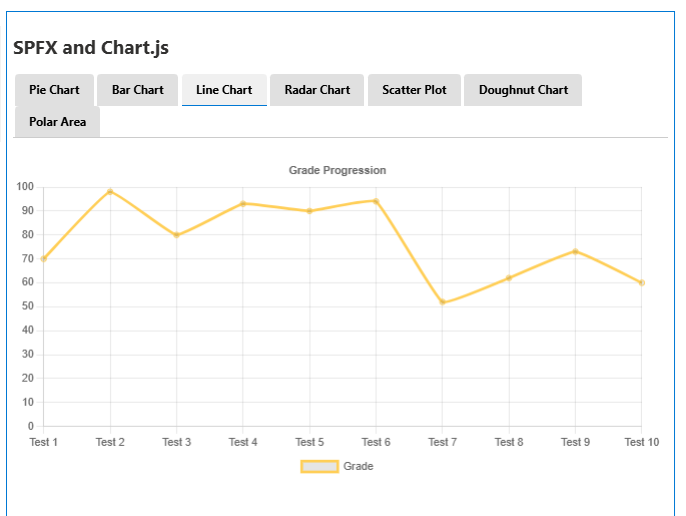 SPFX and Chart.js
Pie Chart Bar Chart Line Chart Radar Chart Scatter Plot Doughnut Chart
Polar Area
Grade Progression
100
90
80
70
60
50
40
30
20
10
0
Test 1 Test 2 Test 3 Test 4 Test 5 Test 6 Test 7 Test 8 Test 9 Test 10
Grade